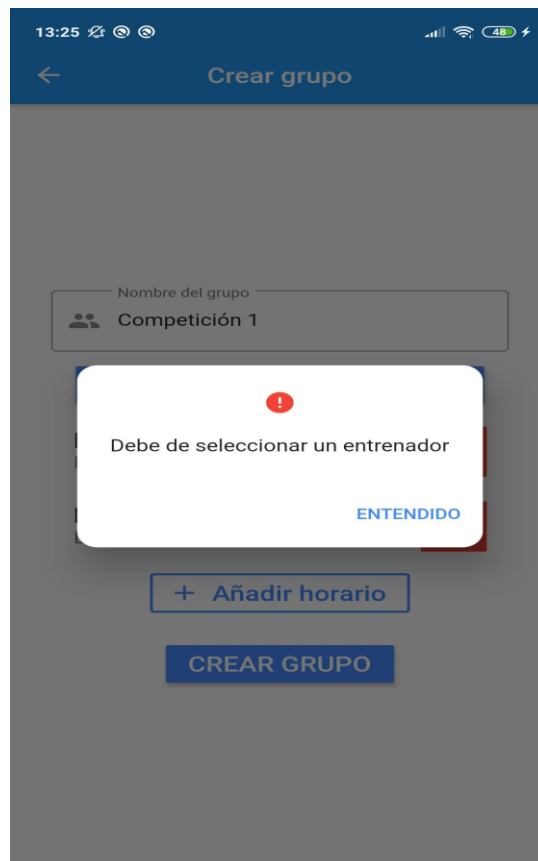 13:25
48
Crear grupo
Nombre del grupo
Competición 1
Debe de seleccionar un entrenador
ENTENDIDO
+ Añadir horario
CREAR GRUPO